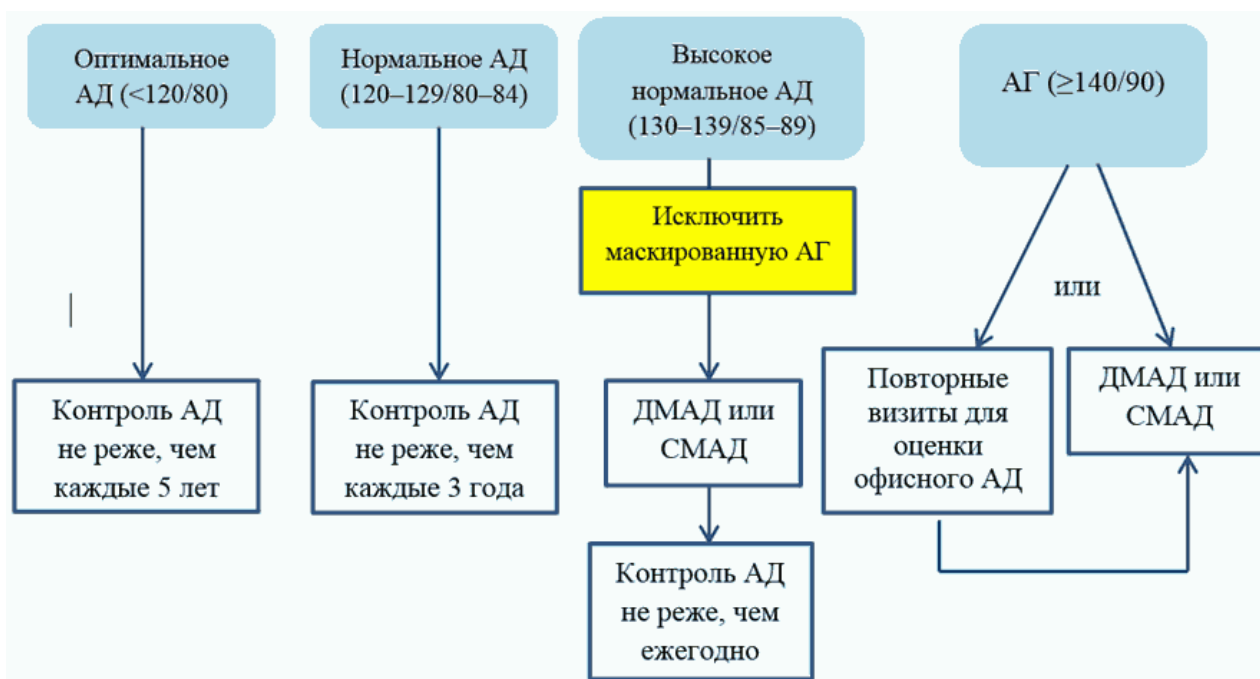 Оптимальное
АД (<120/80)
Контроль АД
не реже, чем
каждые 5 лет
Нормальное АД
(120–129/80–84)
Контроль АД
не реже, чем
каждые 3 года
Высокое
нормальное АД
(130–139/85–89)
Исключить
маскированную АГ
ДМАД или
СМАД
Контроль АД
не реже, чем
ежегодно
АГ (≥140/90)
или
Повторные
визиты для
оценки
офисного АД
ДМАД или
СМАД